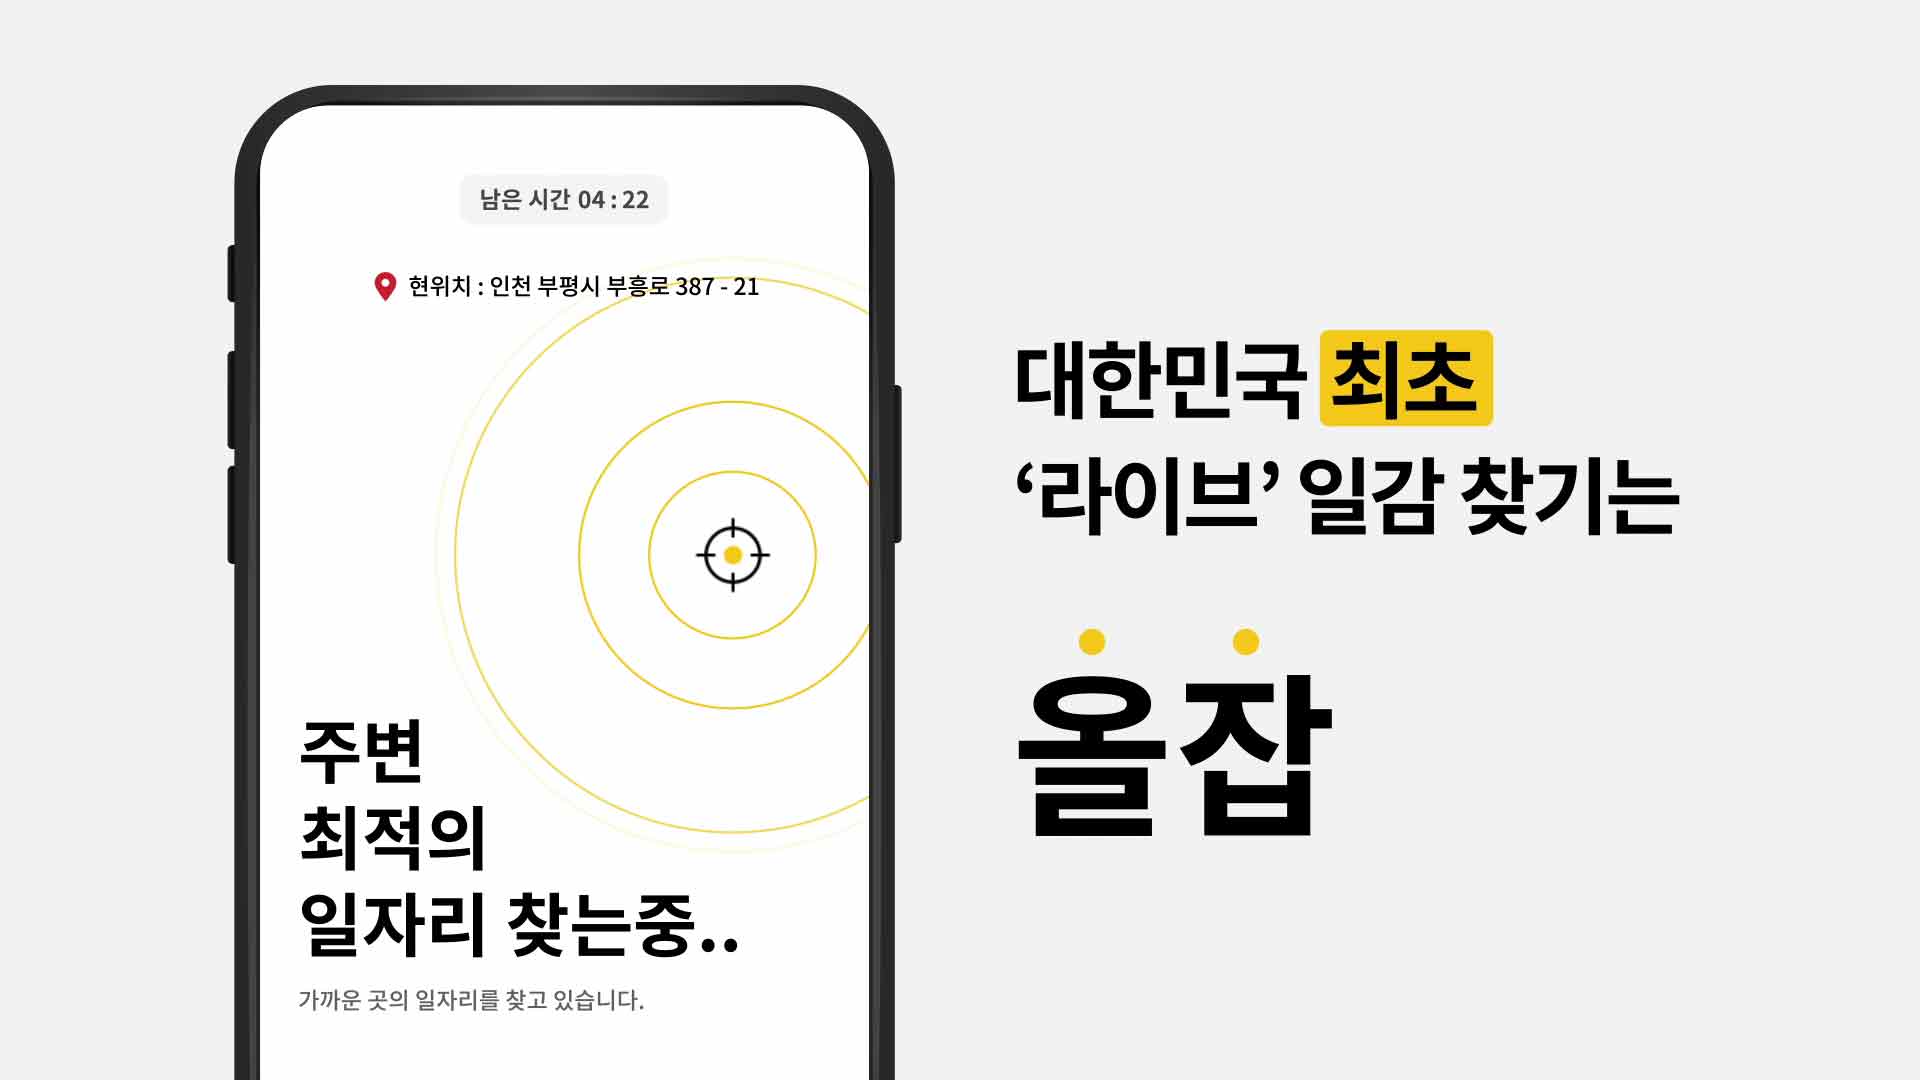 남은 시간 04 : 22
현위치 : 인천 부평시 부흥로 387 - 21
주변
최적의
일자리 찾는중..
가까운 곳의 일자리를 찾고 있습니다.
대한민국 최초
‘라이브’ 일감 찾기는
올잡